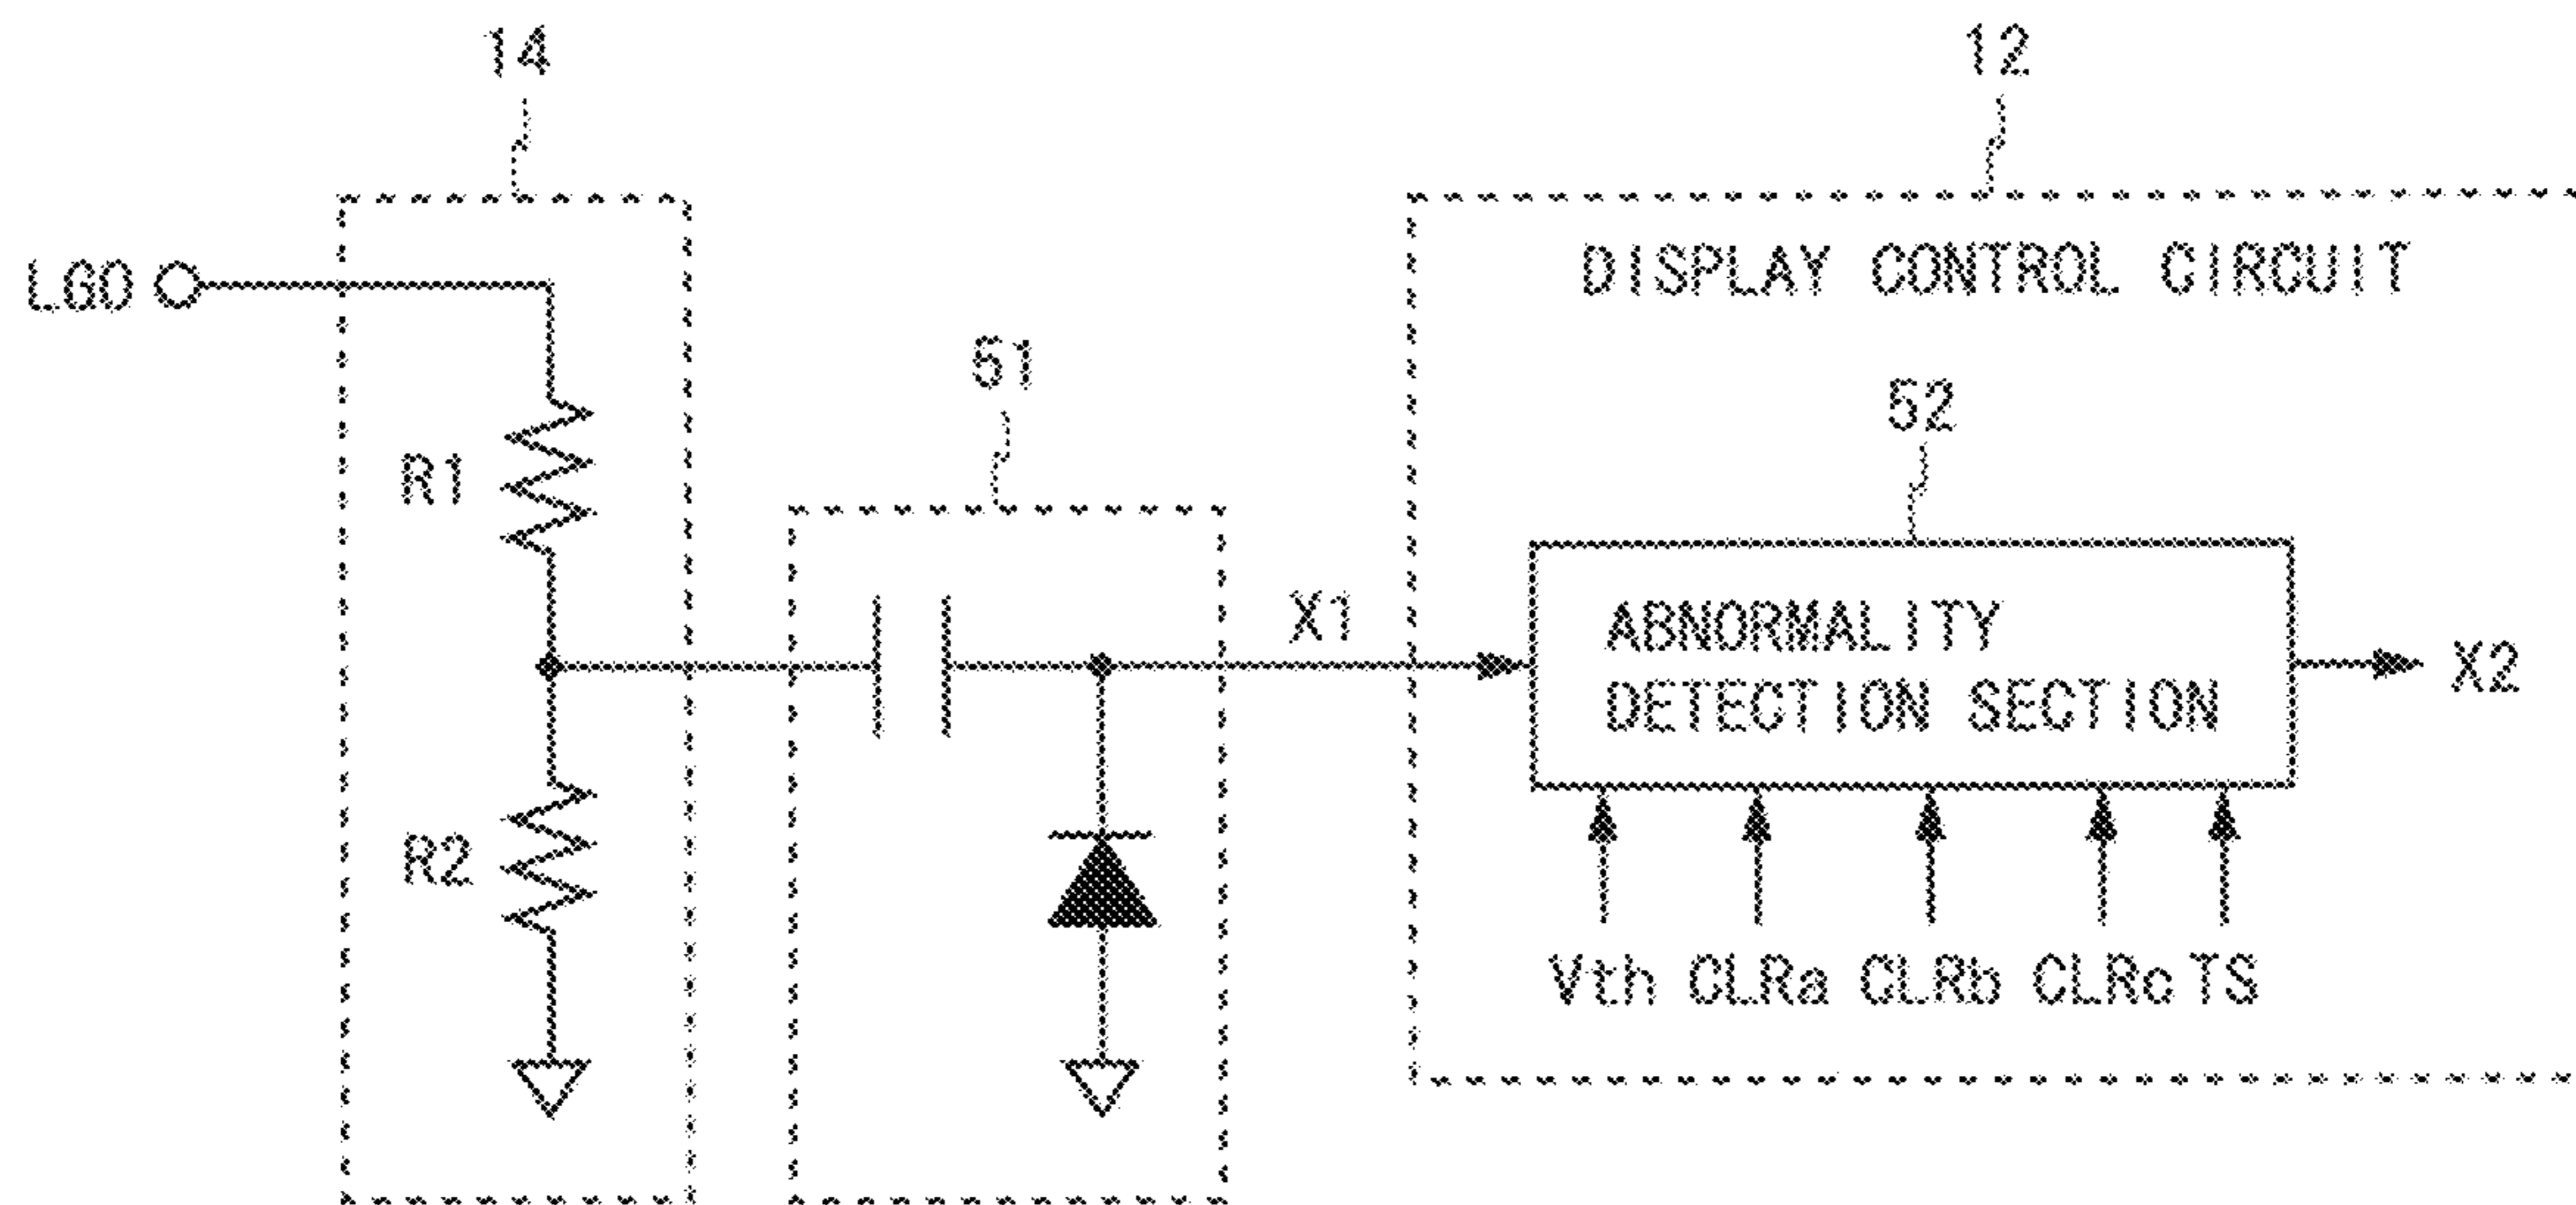 14
12
LGO
DISPLAY CONTROL CIRCUIT
51
52
R1
X1
ABNORMALITY
DETECTION SECTION
X2
R2
Vth CLRa CLRb CLRc TS